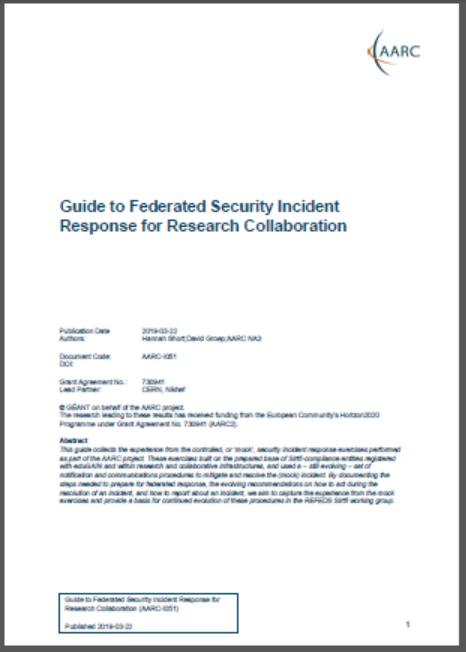 AARC
Guide to Federated Security Incident
Response for Research Collaboration
Publication Date 2019-03-22
Authors: Hannah Short;David Groep;AARC NA3
Document Code: AARC-I051
DOI:
Grant Agreement No.: 730941
Lead Partner: CERN, Nikhef
© GÉANT on behalf of the AARC project.
The research leading to these results has received funding from the European Community's Horizon2020
Programme under Grant Agreement No. 730941 (AARC2).
Abstract
This guide collects the experience from the controlled, or 'mock', security incident response exercises performed
as part of the AARC project. These exercises built on the prepared base of Sirtfi-compliance entities registered
with eduGAIN and within research and collaborative infrastructures, and used a – still evolving – set of
notification and communications procedures to mitigate and resolve the (mock) incident. By documenting the
steps needed to prepare for federated response, the evolving recommendations on how to act during the
resolution of an incident, and how to report about an incident, we aim to capture the experience from the mock
exercises and provide a basis for continued evolution of these procedures in the REFEDS Sirtfi working group.
Guide to Federated Security Incident Response for
Research Collaboration (AARC-I051)
Published 2019-03-22
1